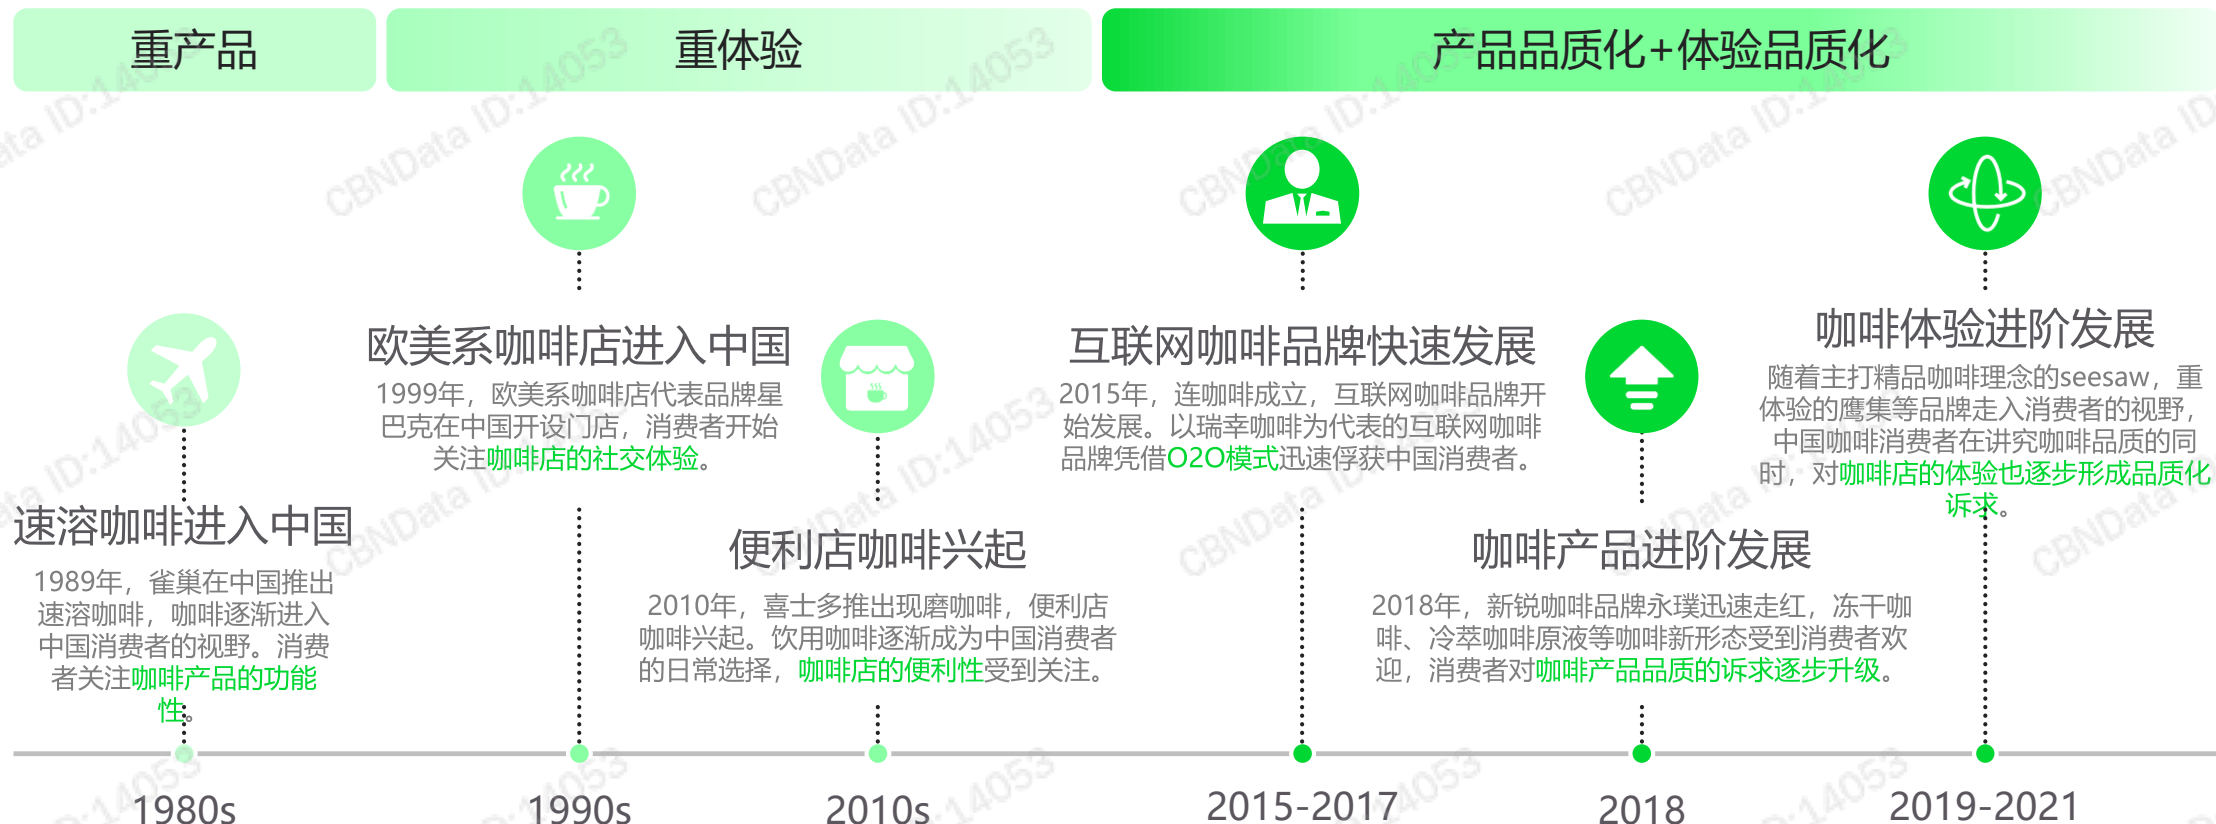 重产品
重体验
产品品质化+体验品质化
速溶咖啡进入中国
1989年，雀巢在中国推出
速溶咖啡，咖啡逐渐进入
中国消费者的视野。消费
者关注咖啡产品的功能
性。
欧美系咖啡店进入中国
1999年，欧美系咖啡店代表品牌星
巴克在中国开设门店，消费者开始
关注咖啡店的社交体验。
便利店咖啡兴起
2010年，喜士多推出现磨咖啡，便利店
咖啡兴起。饮用咖啡逐渐成为中国消费者
的日常选择，咖啡店的便利性受到关注。
互联网咖啡品牌快速发展
2015年，连咖啡成立，互联网咖啡品牌开
始发展。以瑞幸咖啡为代表的互联网咖啡
品牌凭借O2O模式迅速俘获中国消费者。
咖啡产品进阶发展
2018年，新锐咖啡品牌永璞迅速走红，冻干咖
啡、冷萃咖啡原液等咖啡新形态受到消费者欢
迎，消费者对咖啡产品品质的诉求逐步升级。
咖啡体验进阶发展
随着主打精品咖啡理念的seesaw，重
体验的鹰集等品牌走入消费者的视野，
中国咖啡消费者在讲究咖啡品质的同
时，对咖啡店的体验也逐步形成品质化
诉求。
1980s
1990s
2010s
2015-2017
2018
2019-2021
CBNData ID:14053